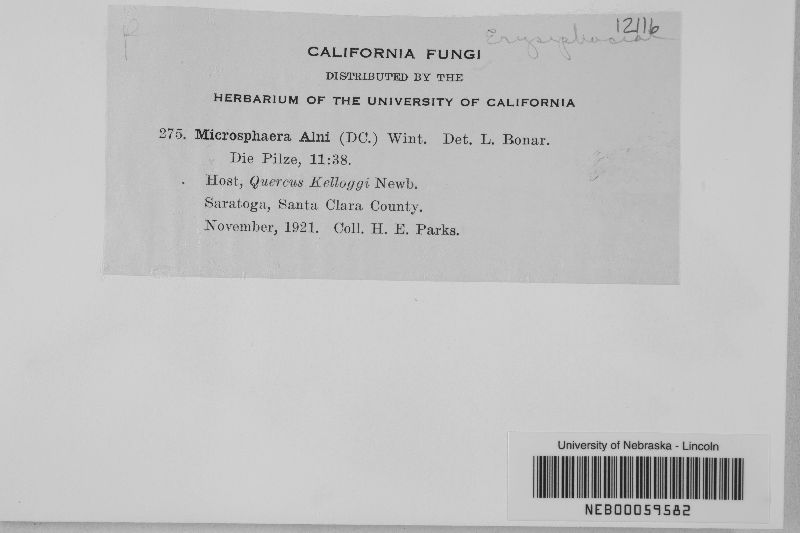 12116
CALIFORNIA FUNGI
DISTRIBUTED BY THE
HERBARIUM OF THE UNIVERSITY OF CALIFORNIA
275. Microsphaera Alni (DC.) Wint. Det. L. Bonar.
Die Pilze, 11:38.
Host, Quercus Kelloggi Newb.
Saratoga, Santa Clara County.
November, 1921. Coll. H. E. Parks.
University of Nebraska - Lincoln
NEB00059582